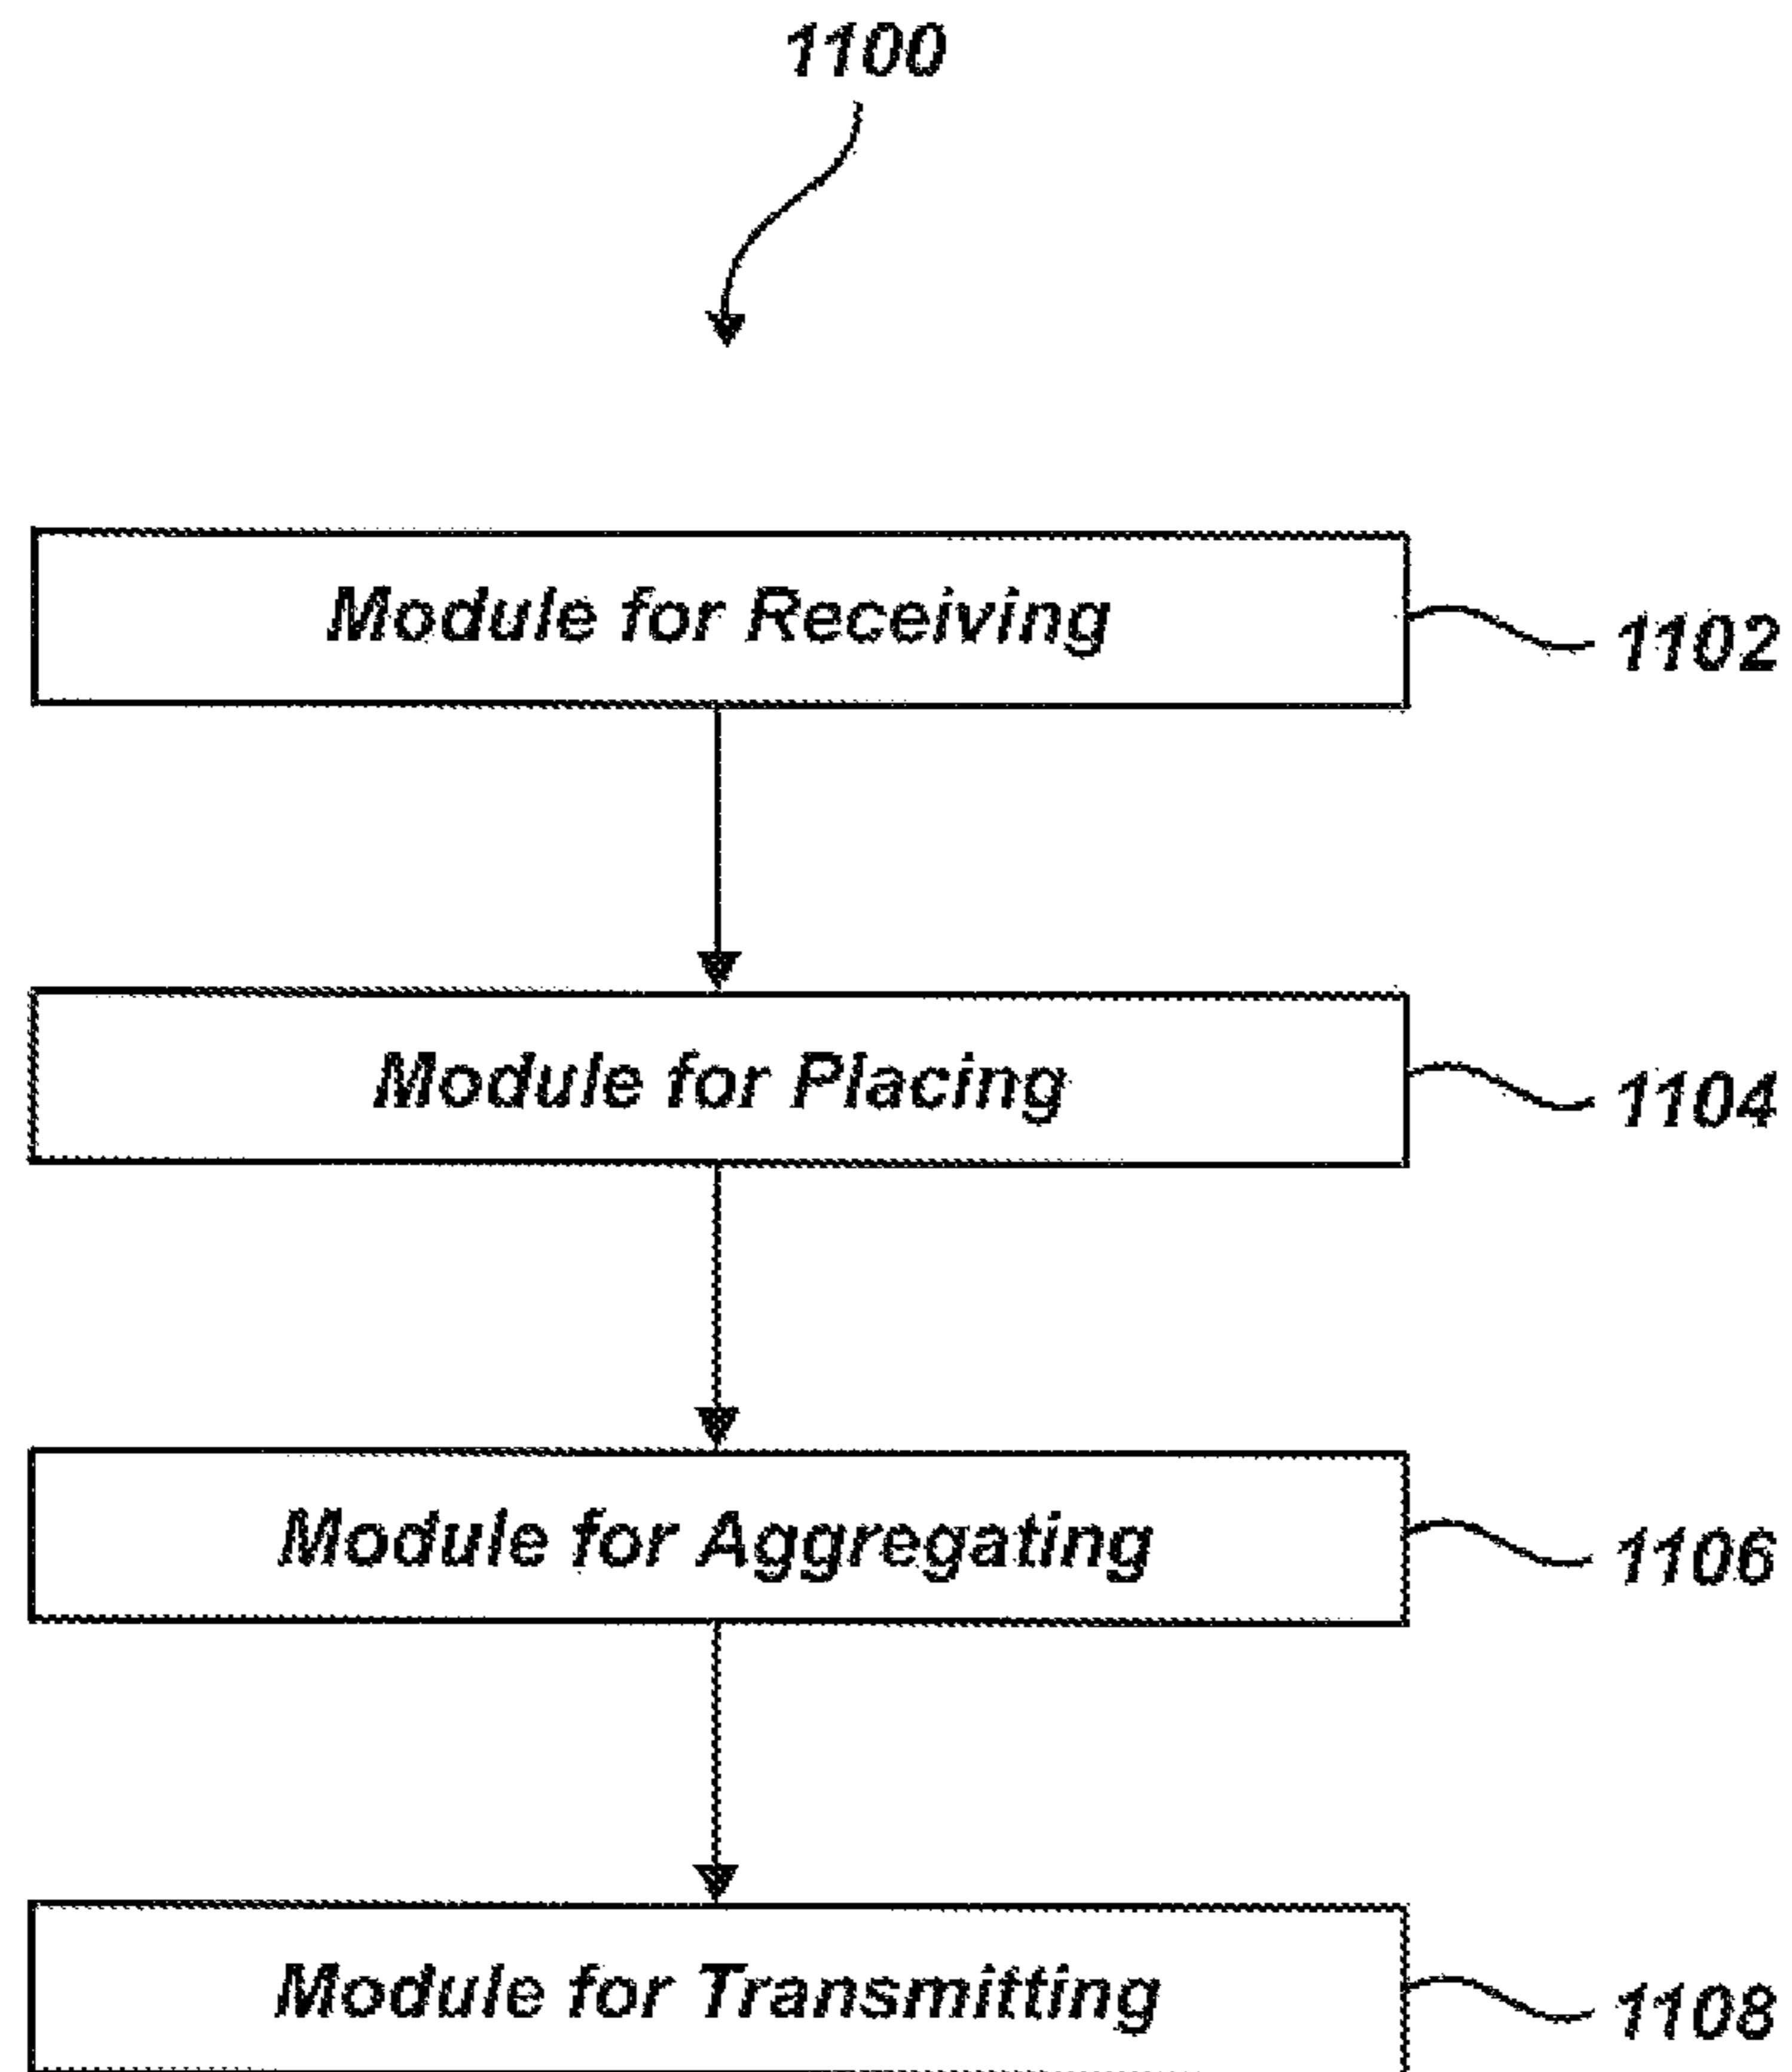 1100
Module for Receiving
1102
Module for Placing
1104
Module for Aggregating
1106
Module for Transmitting
1108